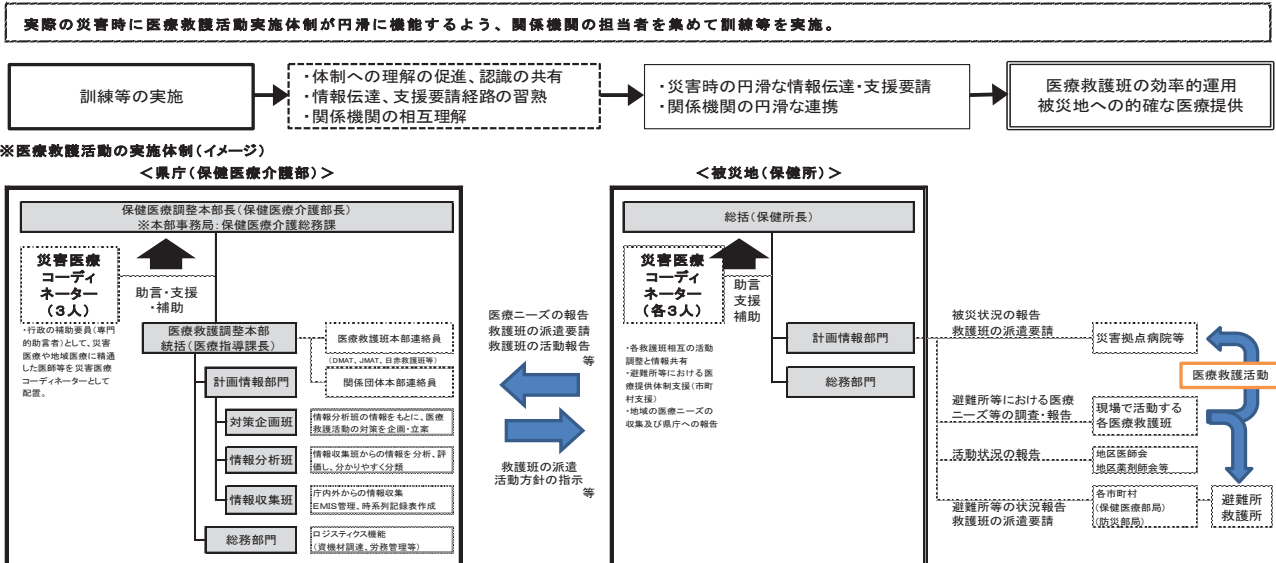 実際の災害時に医療救護活動実施体制が円滑に機能するよう、関係機関の担当者を集めて訓練等を実施。
訓練等の実施
・体制への理解の促進、認識の共有
・情報伝達、支援要請経路の習熟
・関係機関の相互理解
・災害時の円滑な情報伝達・支援要請
・関係機関の円滑な連携
医療救護班の効率的運用
被災地への的確な医療提供
※医療救護活動の実施体制(イメージ)
＜県庁(保健医療介護部)＞
保健医療調整本部長(保健医療介護部長)
※本部事務局:保健医療介護総務課
災害医療
コーディ
ネーター
(3人)
助言・支援
・補助
・行政の補助要員(専門
的助言者)として、災害
医療や地域医療に精通
した医師等を災害医療
コーディネーターとして
配置。
医療救護調整本部
統括(医療指導課長)
医療救護班本部連絡員
(DMAT、JMAT、日赤救護班等)
関係団体本部連絡員
計画情報部門
対策企画班
情報分析班の情報をもとに、医療
救護活動の対策を企画・立案
情報分析班
情報収集班からの情報を分析、評
価し、分かりやすく分類
情報収集班
庁内外からの情報収集
EMIS管理、時系列記録表作成
総務部門
ロジスティクス機能
(資機材調達、労務管理等)
医療ニーズの報告
救護班の派遣要請
救護班の活動報告
等
救護班の派遣
活動方針の指示
等
＜被災地(保健所)＞
総括(保健所長)
災害医療
コーディ
ネーター
(各3人)
助言
支援
補助
・各救護班相互の活動
調整と情報共有
・避難所等における医
療提供体制支援(市町
村支援)
・地域の医療ニーズの
収集及び県庁への報告
計画情報部門
総務部門
被災状況の報告
救護班の派遣要請
災害拠点病院等
医療救護活動
避難所等における医療
ニーズ等の調査・報告
現場で活動する
各医療救護班
活動状況の報告
地区医師会
地区薬剤師会等
避難所等の状況報告
救護班の派遣要請
各市町村
(保健医療部局)
(防災部局)
避難所
救護所